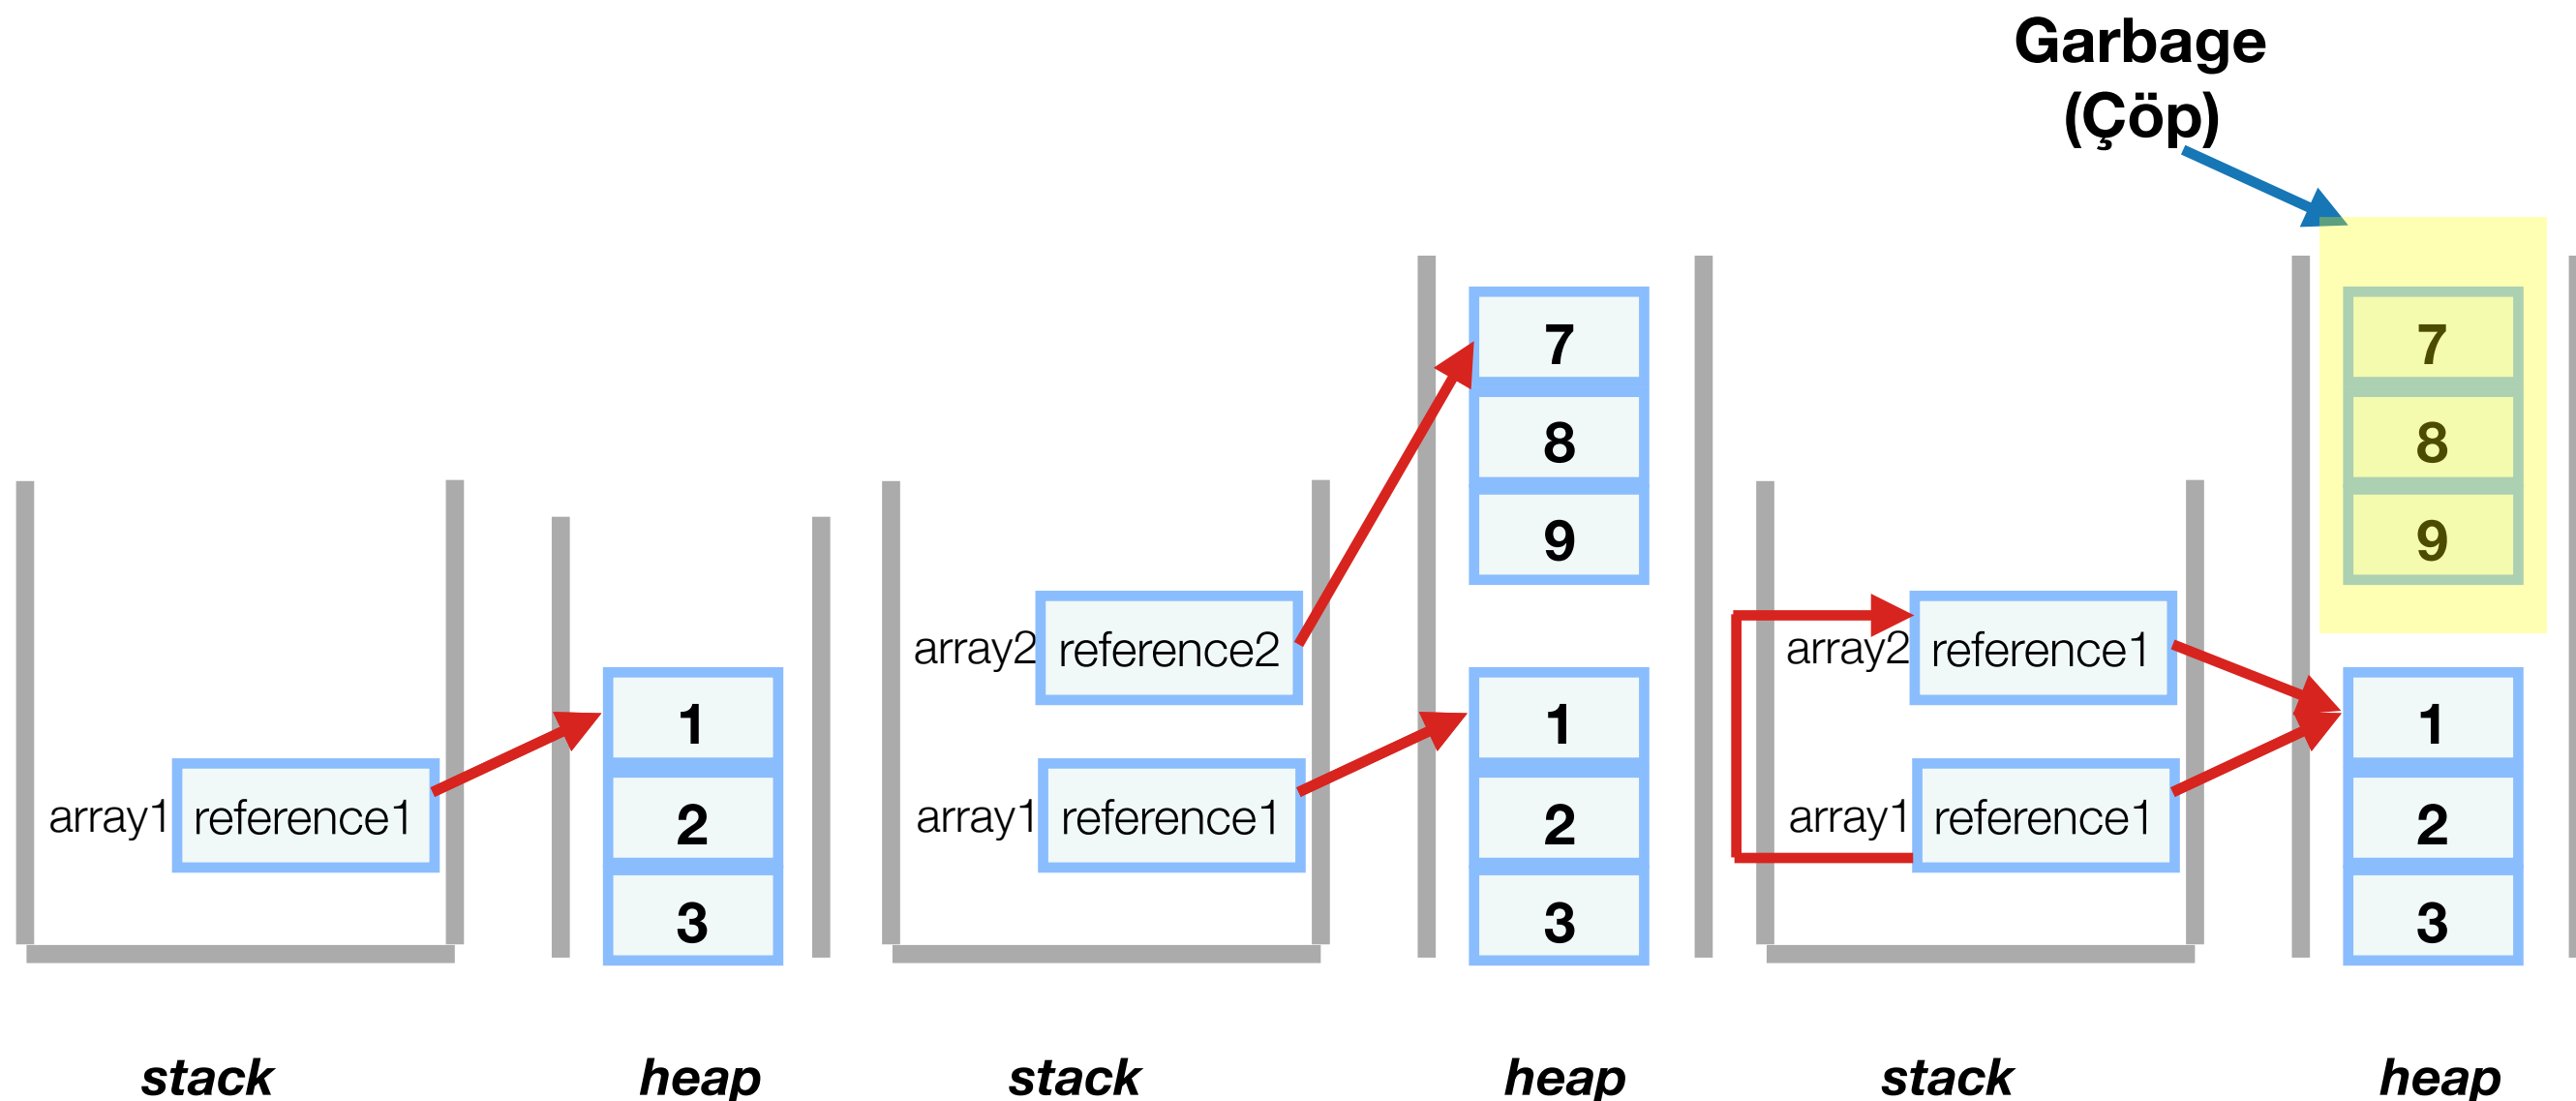 Garbage
(Çöp)
array1
reference1
1
2
3
stack
heap
array2
reference2
array1
reference1
7
8
9
1
2
3
stack
heap
array2
reference1
array1
reference1
7
8
9
1
2
3
stack
heap